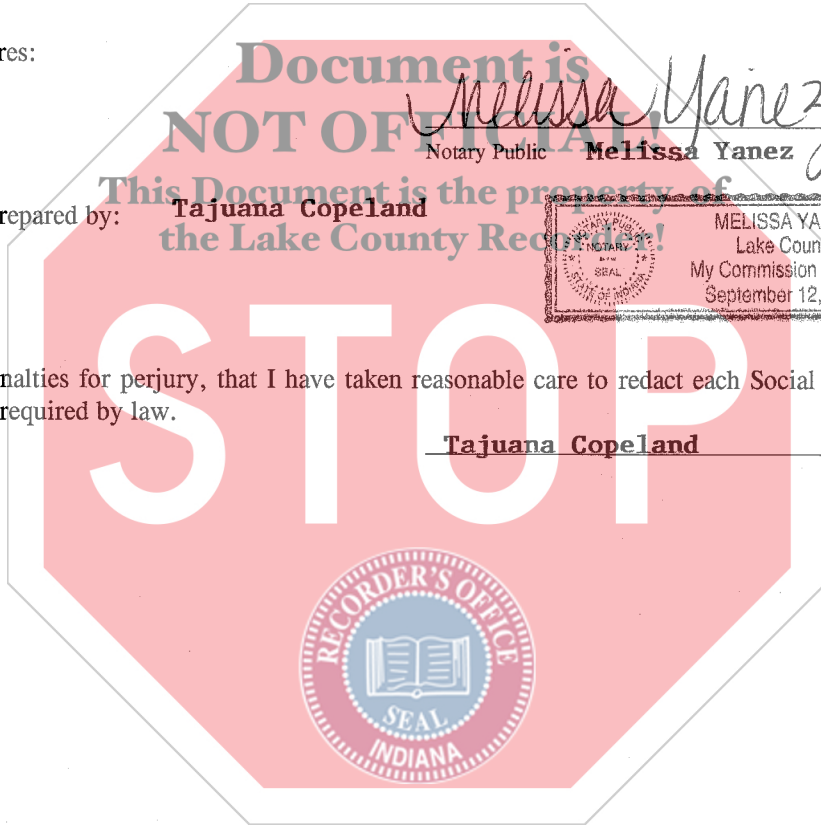 res:
Document is
NOT OFFICIAL!
Melissa Yanez
Notary Public Melissa Yanez
This Document is the property of
the Lake County Recorder!
repared by: Tajuana Copeland
NOTARY PUBLIC
NOTARY
SEAL
STATE OF INDIANA
MELISSA YA
Lake Coun
My Commission
September 12,
STOP
nalties for perjury, that I have taken reasonable care to redact each Social
required by law.
Tajuana Copeland
RECORDER'S OFFICE
SEAL
INDIANA